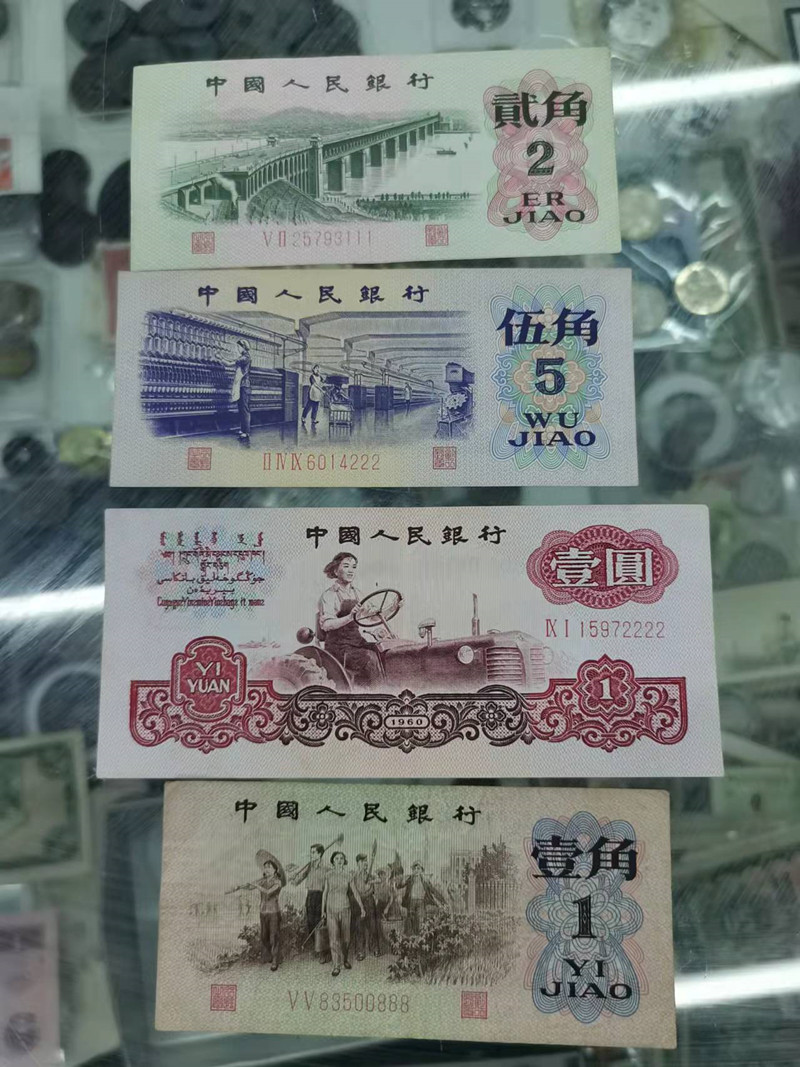 中國人民銀行
貳角
2
ER
JIAO
VII 25793111
中國人民銀行
伍角
5
WU
JIAO
II IV IX 6014222
中國人民銀行
壹圓
IX I 15972222
YI
YUAN
1960
1
中國人民銀行
壹角
1
YI
JIAO
V V 83500888